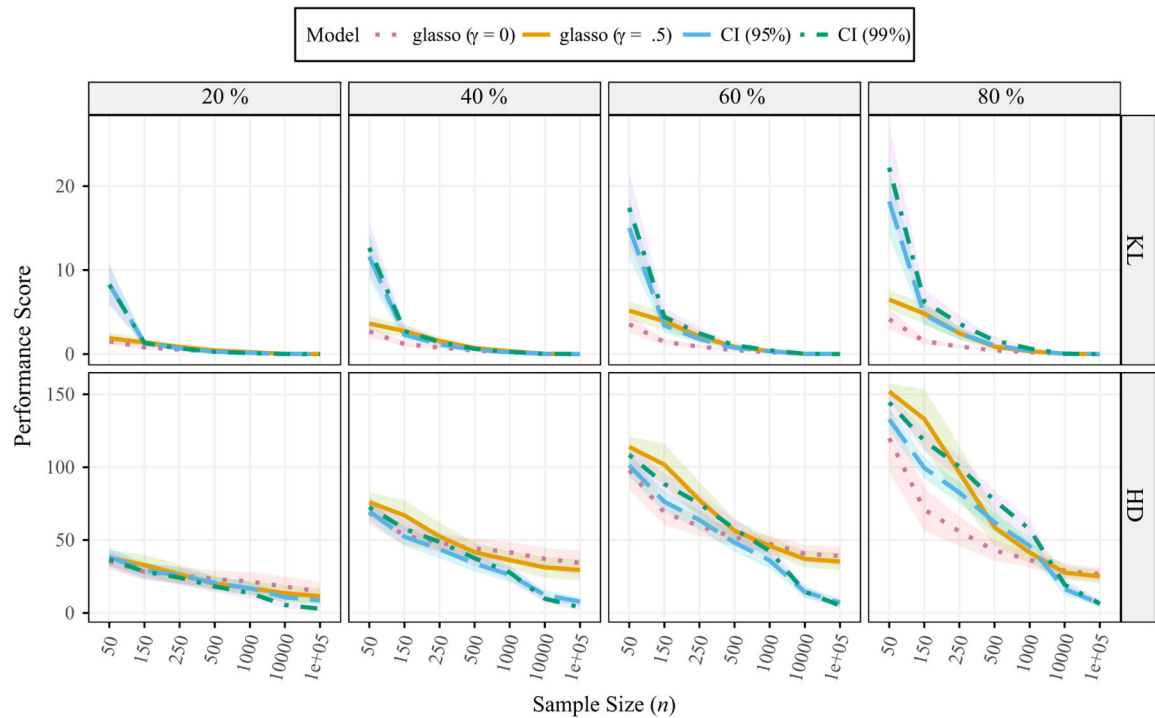 Model glasso (γ = 0) glasso (γ = .5) CI (95%) CI (99%)
20 % 40 % 60 % 80 %
Performance Score
20
10
0
KL
150
100
50
0
HD
50 150 250 500 1000 10000 1e+05 50 150 250 500 1000 10000 1e+05 50 150 250 500 1000 10000 1e+05 50 150 250 500 1000 10000 1e+05
Sample Size (n)